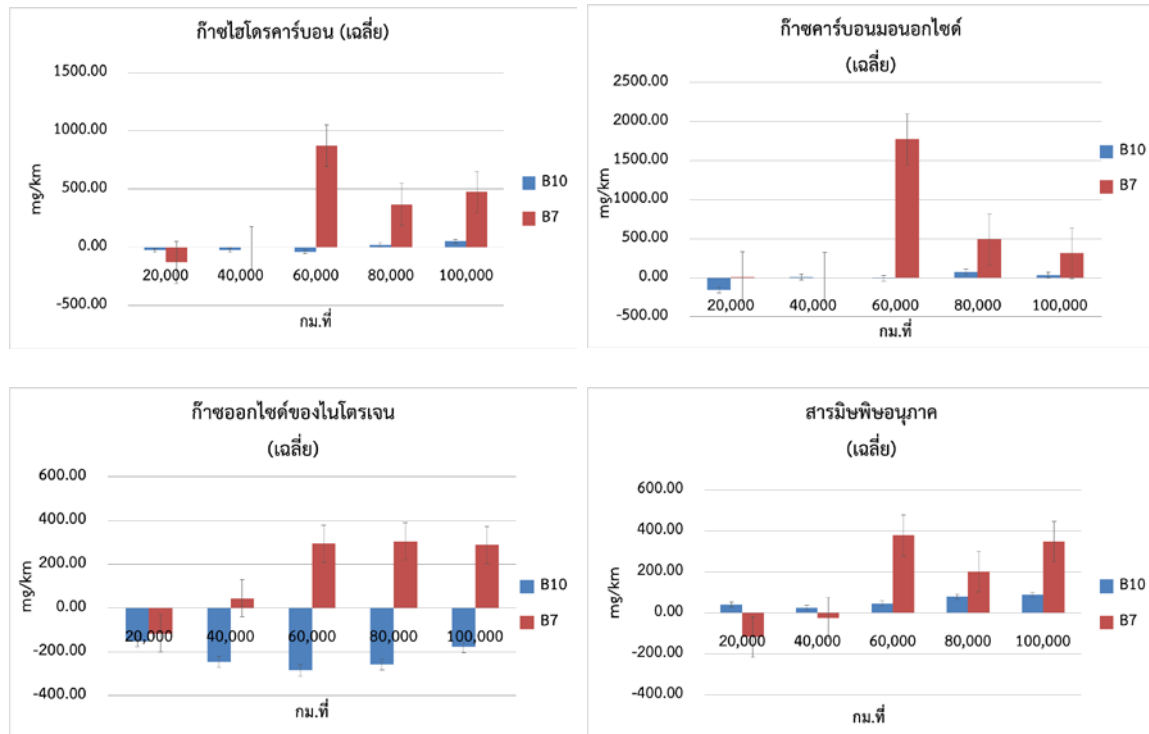 ก๊าซไฮโดรคาร์บอน (เฉลี่ย)
1500.00
1000.00
500.00
0.00
-500.00
mg/km
20,000 40,000 60,000 80,000 100,000
กม.ที่
B10
B7
ก๊าซคาร์บอนมอนอกไซด์
(เฉลี่ย)
2500.00
2000.00
1500.00
1000.00
500.00
0.00
-500.00
mg/km
20,000 40,000 60,000 80,000 100,000
กม.ที่
B10
B7
ก๊าซออกไซด์ของไนโตรเจน
(เฉลี่ย)
600.00
400.00
200.00
0.00
-200.00
-400.00
mg/km
20,000 40,000 60,000 80,000 100,000
กม.ที่
B10
B7
สารมิษพิษอนุภาค
(เฉลี่ย)
600.00
400.00
200.00
0.00
-200.00
-400.00
mg/km
20,000 40,000 60,000 80,000 100,000
กม.ที่
B10
B7